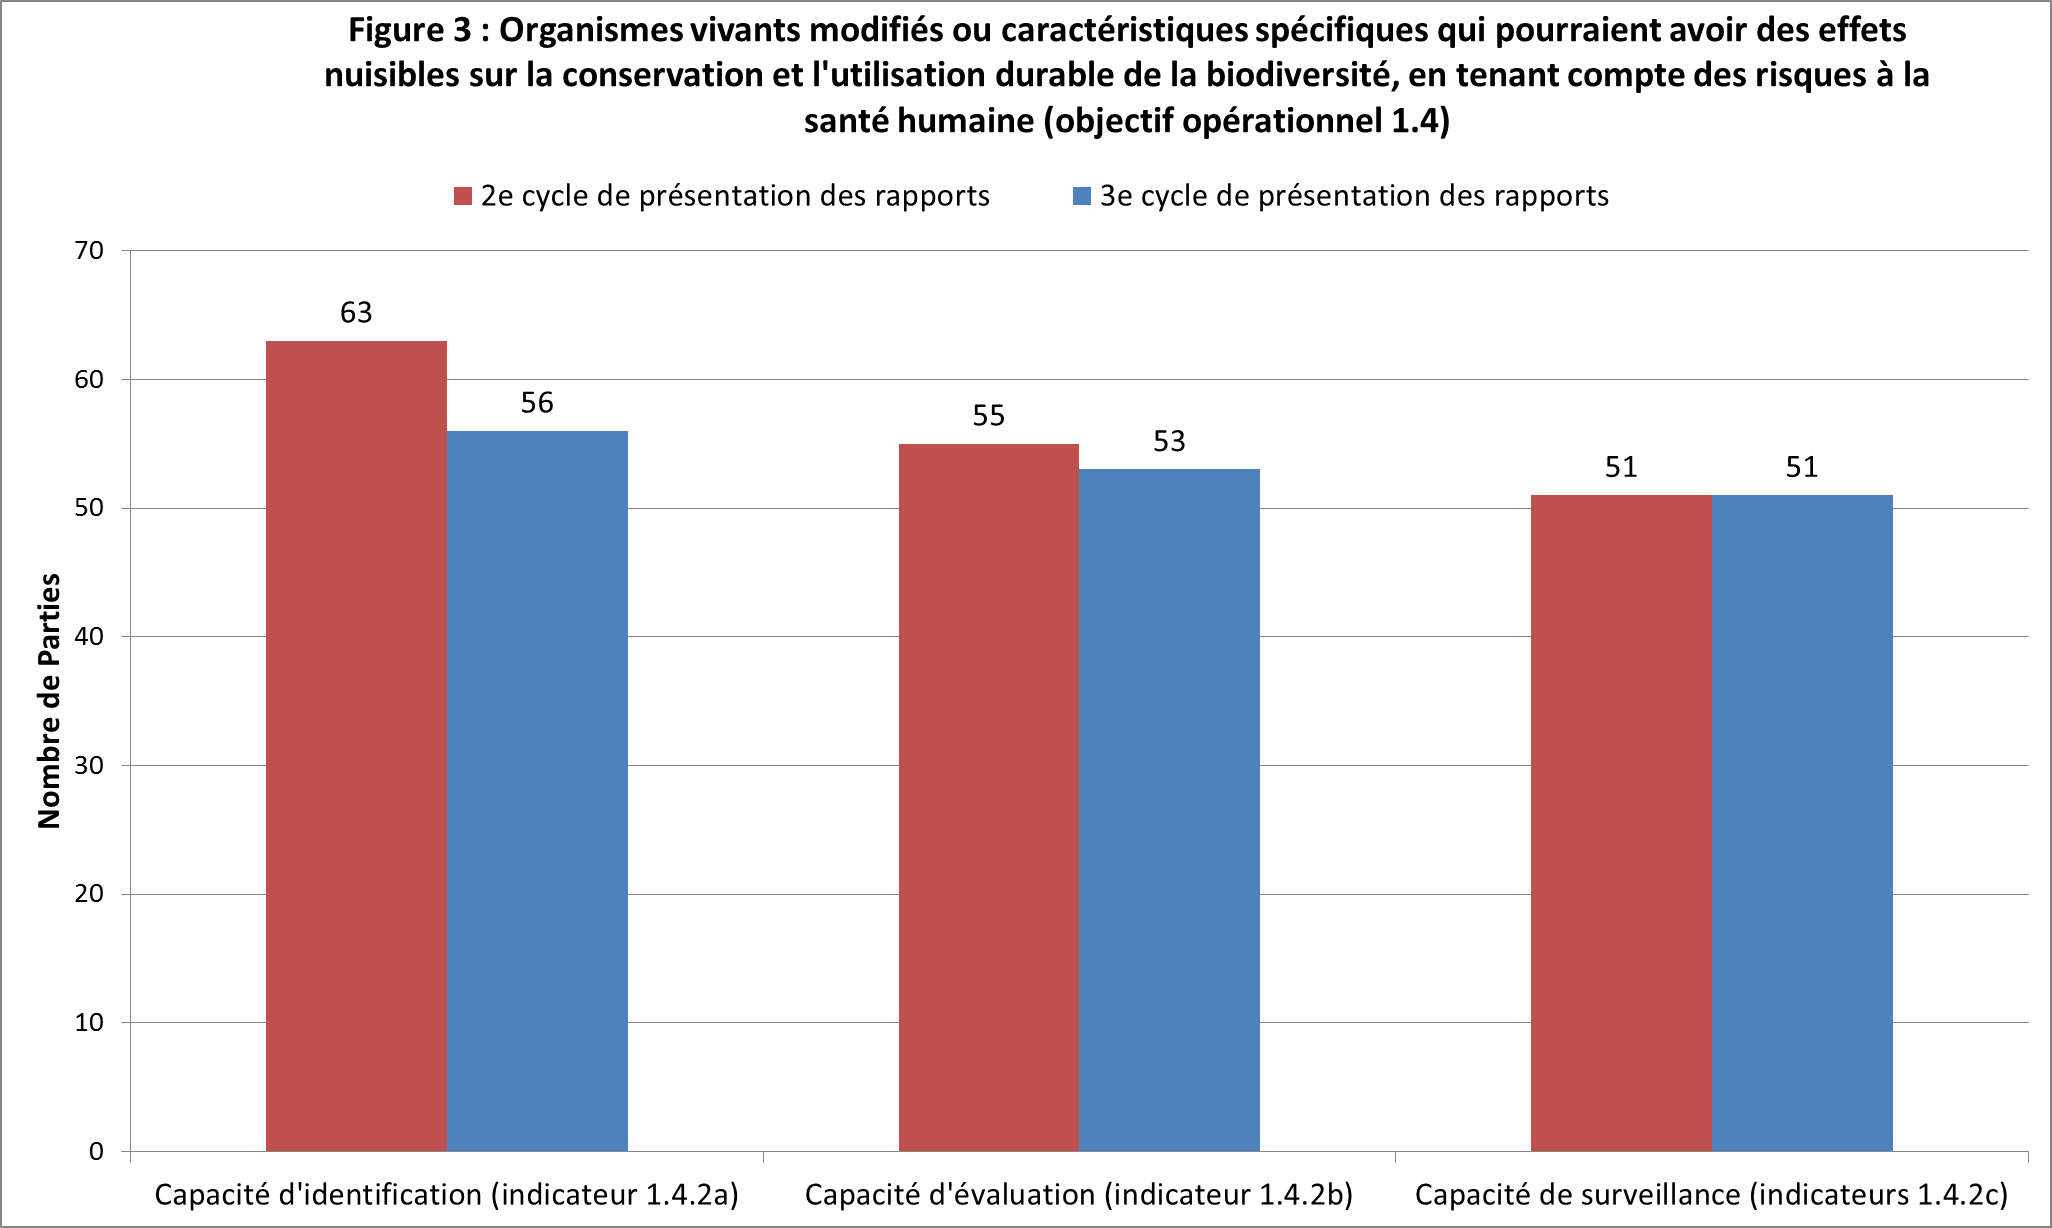 Figure 3 : Organismes vivants modifiés ou caractéristiques spécifiques qui pourraient avoir des effets
nuisibles sur la conservation et l'utilisation durable de la biodiversité, en tenant compte des risques à la
santé humaine (objectif opérationnel 1.4)
2e cycle de présentation des rapports
3e cycle de présentation des rapports
Nombre de Parties
70
60
50
40
30
20
10
0
63
56
55
53
51
51
Capacité d'identification (indicateur 1.4.2a)
Capacité d'évaluation (indicateur 1.4.2b)
Capacité de surveillance (indicateurs 1.4.2c)